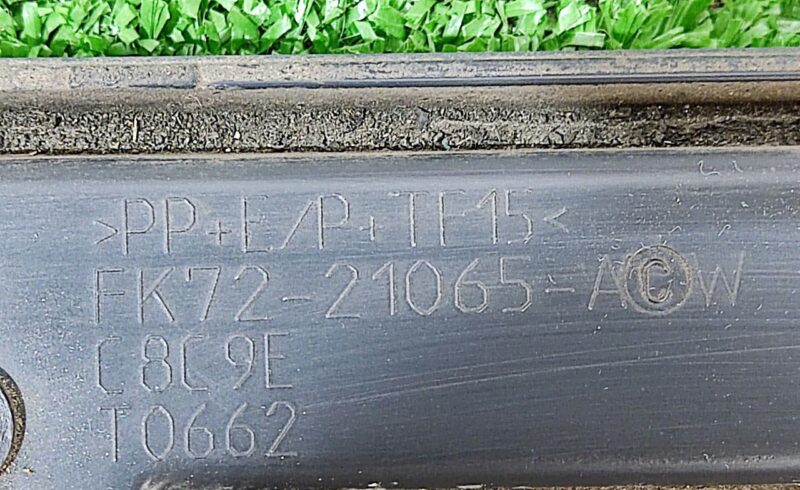 >PP+E/P+TF15<
FK72-21065-ACW
C8C9E
T0662